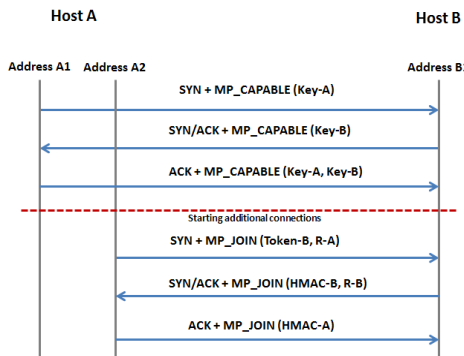 Host A
Host B
Address A1
Address A2
Address B
SYN + MP_CAPABLE (Key-A)
SYN/ACK + MP_CAPABLE (Key-B)
ACK + MP_CAPABLE (Key-A, Key-B)
Starting additional connections
SYN + MP_JOIN (Token-B, R-A)
SYN/ACK + MP_JOIN (HMAC-B, R-B)
ACK + MP_JOIN (HMAC-A)